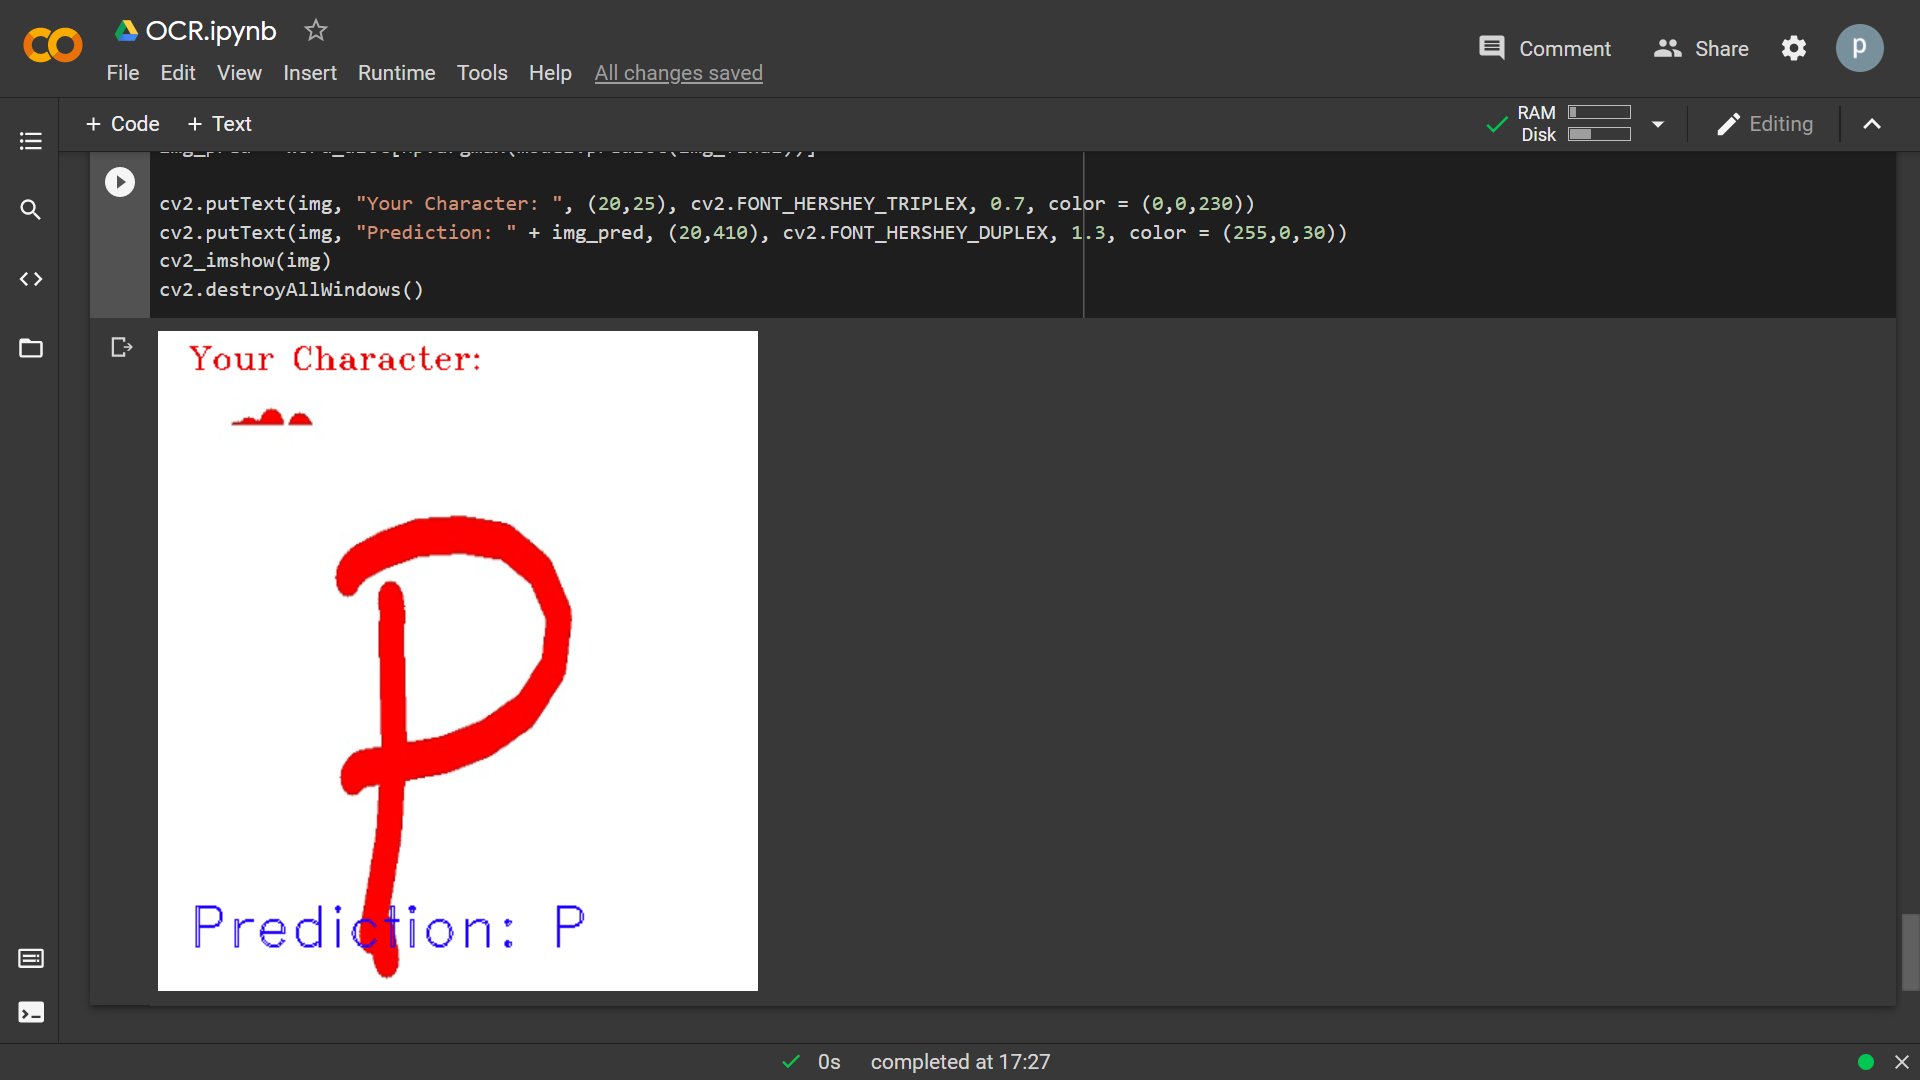 OCR.ipynb
File Edit View Insert Runtime Tools Help All changes saved
Comment Share p
+ Code + Text
RAM
Disk
Editing
cv2.putText(img, "Your Character: ", (20,25), cv2.FONT_HERSHEY_TRIPLEX, 0.7, color = (0,0,230))
cv2.putText(img, "Prediction: " + img_pred, (20,410), cv2.FONT_HERSHEY_DUPLEX, 1.3, color = (255,0,30))
cv2_imshow(img)
cv2.destroyAllWindows()
Your Character:
P
Prediction: P
0s completed at 17:27